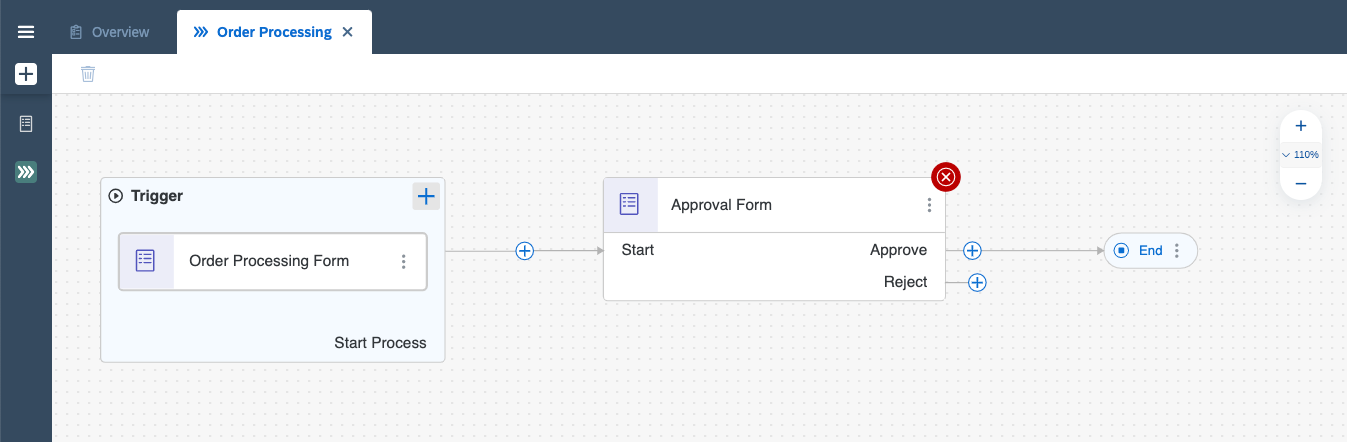 Overview
Order Processing
110%
Trigger
Approval Form
Order Processing Form
Start
Approve
End
Reject
Start Process